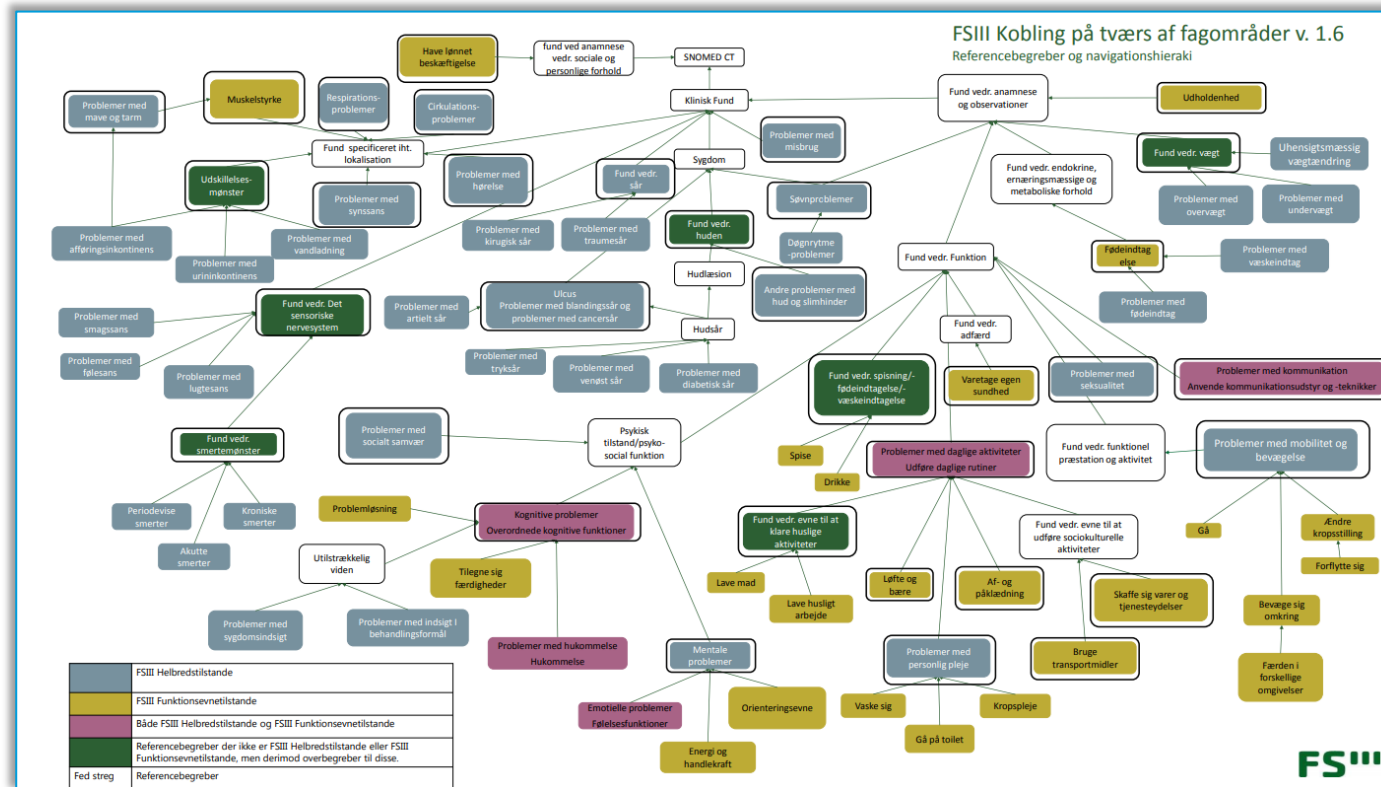 FSIII Kobling på tværs af fagområder v. 1.6
Referencebegreber og navigationshieraki
Have lønnet
beskæftigelse
fund ved anamnese
vedr. sociale og
personlige forhold
SNOMED CT
Klinisk Fund
Fund vedr. anamnese
og observationer
Udholdenhed
Problemer med
mave og tarm
Muskelstyrke
Respirations-
problemer
Cirkulations-
problemer
Fund specificeret iht.
lokalisation
Problemer med
misbrug
Sygdom
Fund vedr. endokrine,
ernæringsmæssige og
metaboliske forhold
Fund vedr. vægt
Uhensigtsmæssig
vægtændring
Udskillelses-
mønster
Problemer med
synssans
Problemer med
hørelse
Fund vedr.
sår
Søvnproblemer
Problemer med
overvægt
Problemer med
undervægt
Problemer med
afføringsinkontinens
Problemer med
urininkontinens
Problemer med
vandladning
Problemer med
kirugisk sår
Problemer med
traumesår
Fund vedr.
huden
Døgnrytme
-problemer
Fund vedr. Funktion
Fødeindtag
else
Problemer med
væskeindtag
Problemer med
fødeindtag
Hudlæsion
Andre problemer med
hud og slimhinder
Fund vedr. Det
sensoriske
nervesystem
Problemer med
smagssans
Problemer med
følesans
Problemer med
lugtesans
Problemer med
artielt sår
Ulcus
Problemer med blandingssår og
problemer med cancersår
Hudsår
Problemer med
tryksår
Problemer med
venøst sår
Problemer med
diabetisk sår
Fund vedr.
adfærd
Fund vedr. spisning/-
fødeindtagelse/-
væskeindtagelse
Varetage egen
sundhed
Problemer med
seksualitet
Problemer med kommunikation
Anvende kommunikationsudstyr og -teknikker
Problemer med
socialt samvær
Psykisk
tilstand/psyko-
social funktion
Fund vedr.
smertemønster
Spise
Drikke
Problemer med daglige aktiviteter
Udføre daglige rutiner
Fund vedr. funktionel
præstation og aktivitet
Problemer med mobilitet og
bevægelse
Periodevise
smerter
Akutte
smerter
Kroniske
smerter
Problemløsning
Kognitive problemer
Overordnede kognitive funktioner
Utilstrækkelig
viden
Tilegne sig
færdigheder
Fund vedr. evne til at
klare huslige
aktiviteter
Fund vedr. evne til at
udføre sociokulturelle
aktiviteter
Gå
Ændre
kropsstilling
Forflytte sig
Lave mad
Lave husligt
arbejde
Løfte og
bære
Af- og
påklædning
Skaffe sig varer og
tjenesteydelser
Bevæge sig
omkring
Problemer med
sygdomsindsigt
Problemer med indsigt I
behandlingsformål
Problemer med hukommelse
Hukommelse
Mentale
problemer
Problemer med
personlig pleje
Bruge
transportmidler
Færden i
forskellige
omgivelser
Emotielle problemer
Følelsesfunktioner
Orienteringsevne
Energi og
handlekraft
Vaske sig
Gå på toilet
Kropspleje
FSIII Helbredstilstande
FSIII Funktionsevnetilstande
Både FSIII Helbredstilstande og FSIII Funktionsevnetilstande
Referencebegreber der ikke er FSIII Helbredstilstande eller FSIII
Funktionsevnetilstande, men derimod overbegreber til disse.
Fed streg Referencebegreber
FSIII